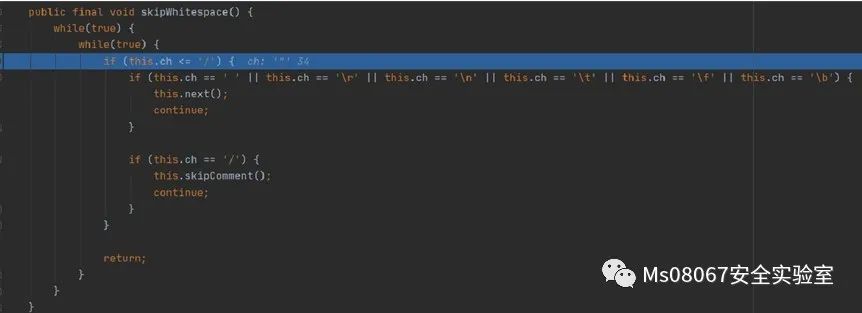 public final void skipWhitespace() {
    while(true) {
        while(true) {
            if (this.ch <= '/') {  ch: '"' 34
                if (this.ch == ' ' || this.ch == '\r' || this.ch == '\n' || this.ch == '\t' || this.ch == '\f' || this.ch == '\b') {
                    this.next();
                    continue;
                }

                if (this.ch == '/') {
                    this.skipComment();
                    continue;
                }
            }

            return;
        }
    }
}
Ms08067安全实验室